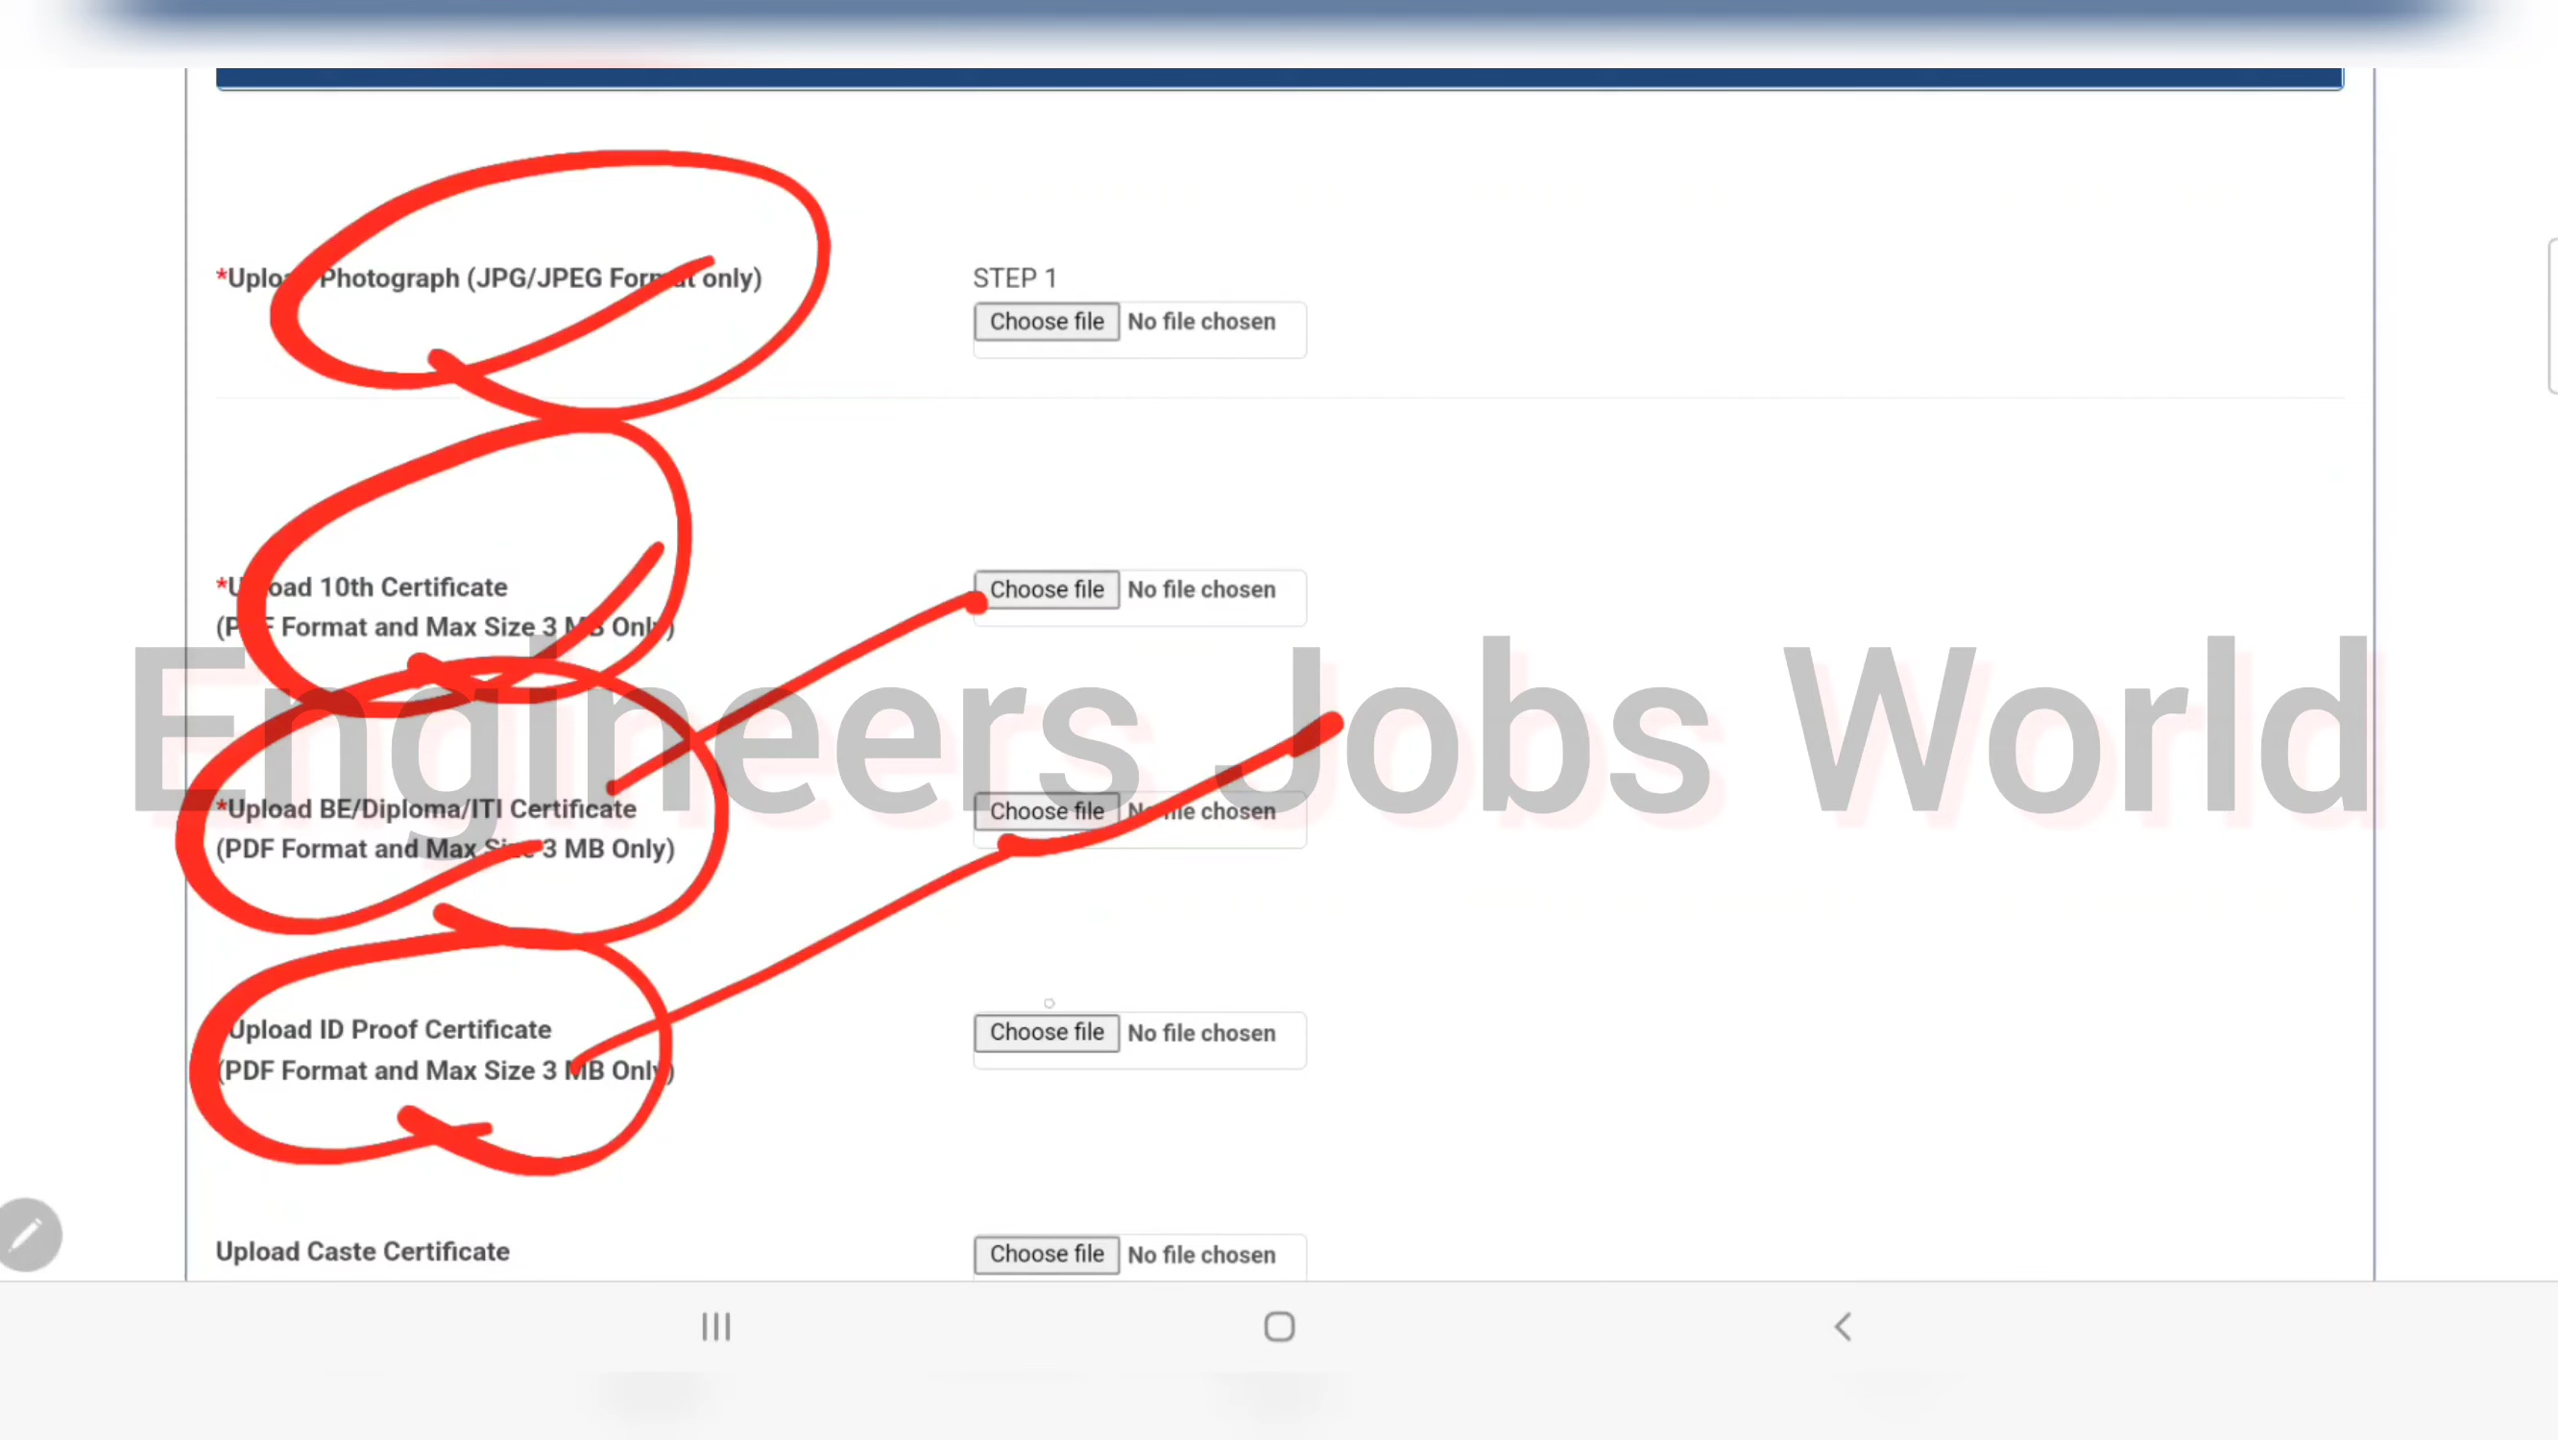 *Upload Photograph (JPG/JPEG Format only)
STEP 1
Choose file No file chosen
*Upload 10th Certificate
(PDF Format and Max Size 3 MB Only)
Choose file No file chosen
Engineers Jobs World
*Upload BE/Diploma/ITI Certificate
(PDF Format and Max Size 3 MB Only)
Choose file No file chosen
Upload ID Proof Certificate
(PDF Format and Max Size 3 MB Only)
Choose file No file chosen
Upload Caste Certificate
Choose file No file chosen